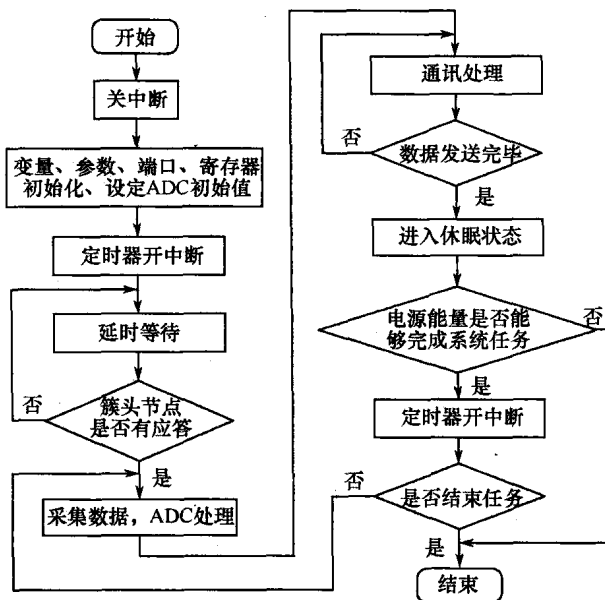 开始
关中断
变量、参数、端口、寄存器
初始化、设定ADC初始值
定时器开中断
延时等待
否
簇头节点
是否有应答
是
采集数据，ADC处理
通讯处理
否
数据发送完毕
是
进入休眠状态
电源能量是否能
够完成系统任务
否
是
定时器开中断
否
是否结束任务
是
结束